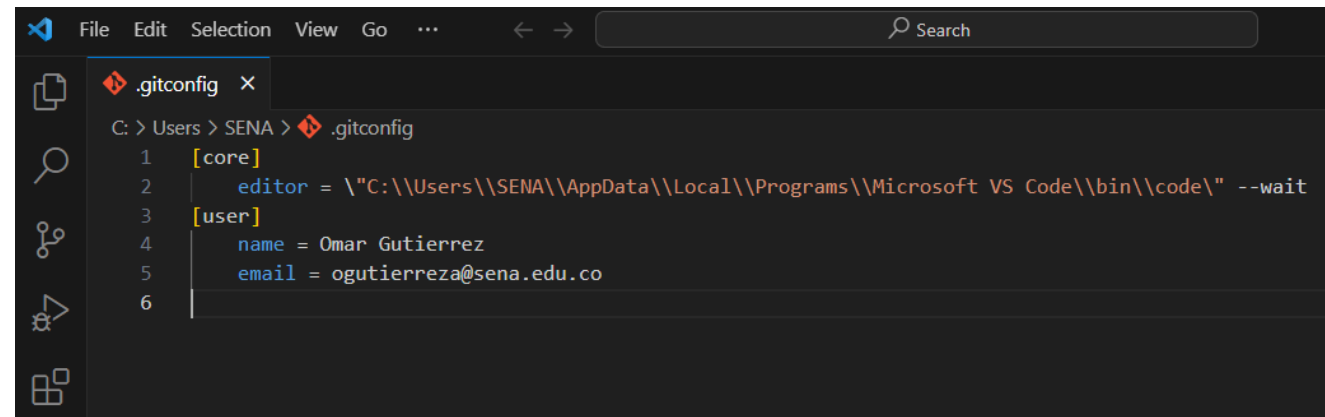 File Edit Selection View Go ··· ← → Search
.gitconfig ×
C: > Users > SENA > .gitconfig
1 [core]
2 editor = \"C:\\Users\\SENA\\AppData\\Local\\Programs\\Microsoft VS Code\\bin\\code\" --wait
3 [user]
4 name = Omar Gutierrez
5 email = ogutierreza@sena.edu.co
6